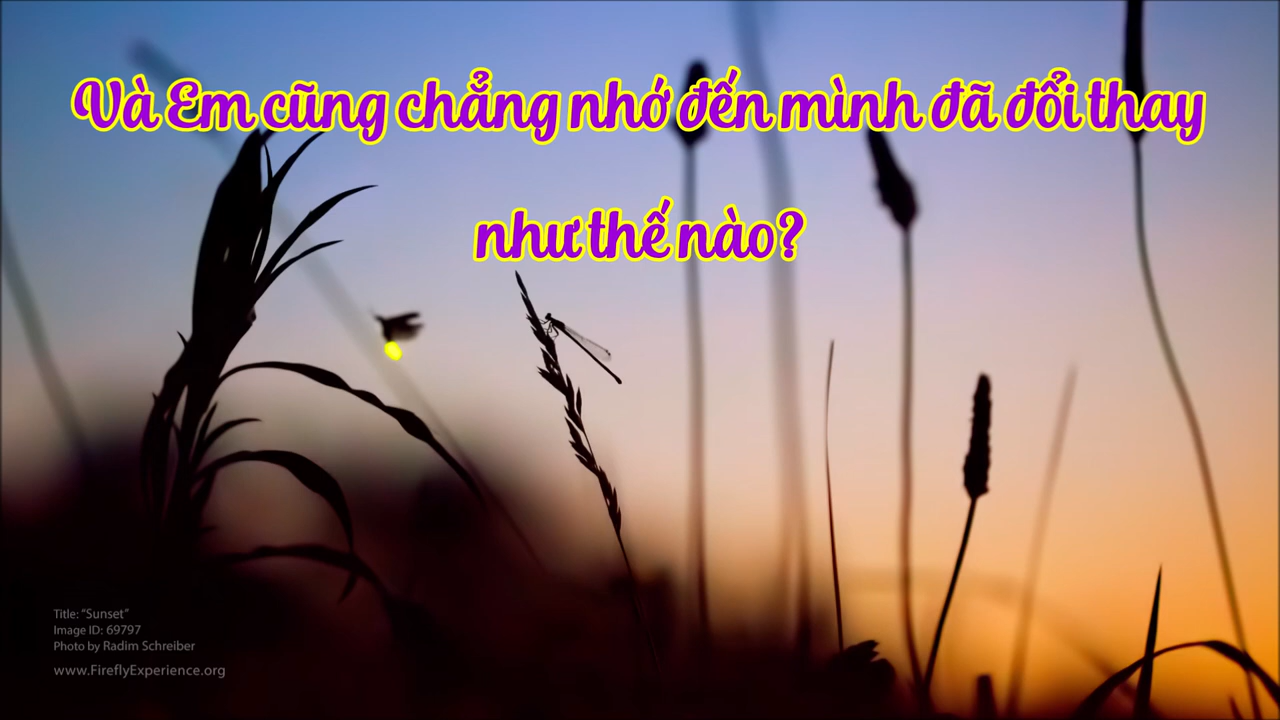 Và Em cũng chẳng nhớ đến mình đã đổi thay
như thế nào?
Title: "Sunset"
Image ID: 69797
Photo by Radim Schreiber
www.FireflyExperience.org